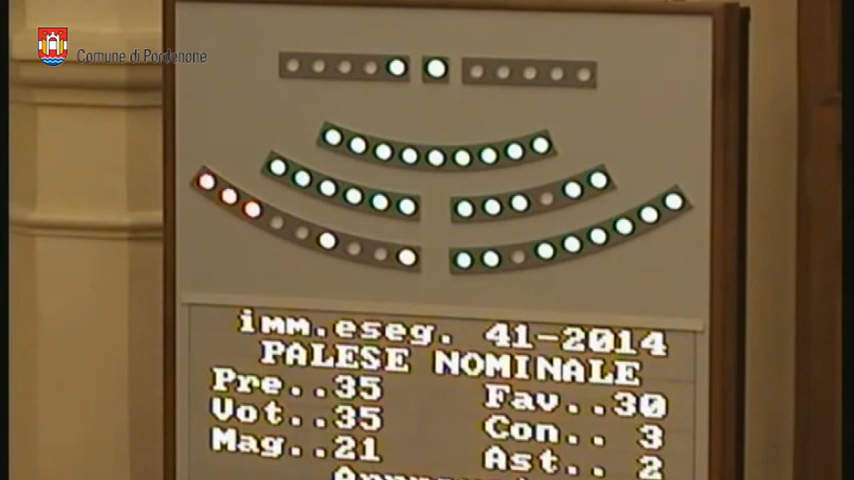 Comune di Pordenone
imm.eseg. 41-2014
PALESE NOMINALE
Pre..35 Fav..30
Vot..35 Con.. 3
Mag..21 Ast.. 2